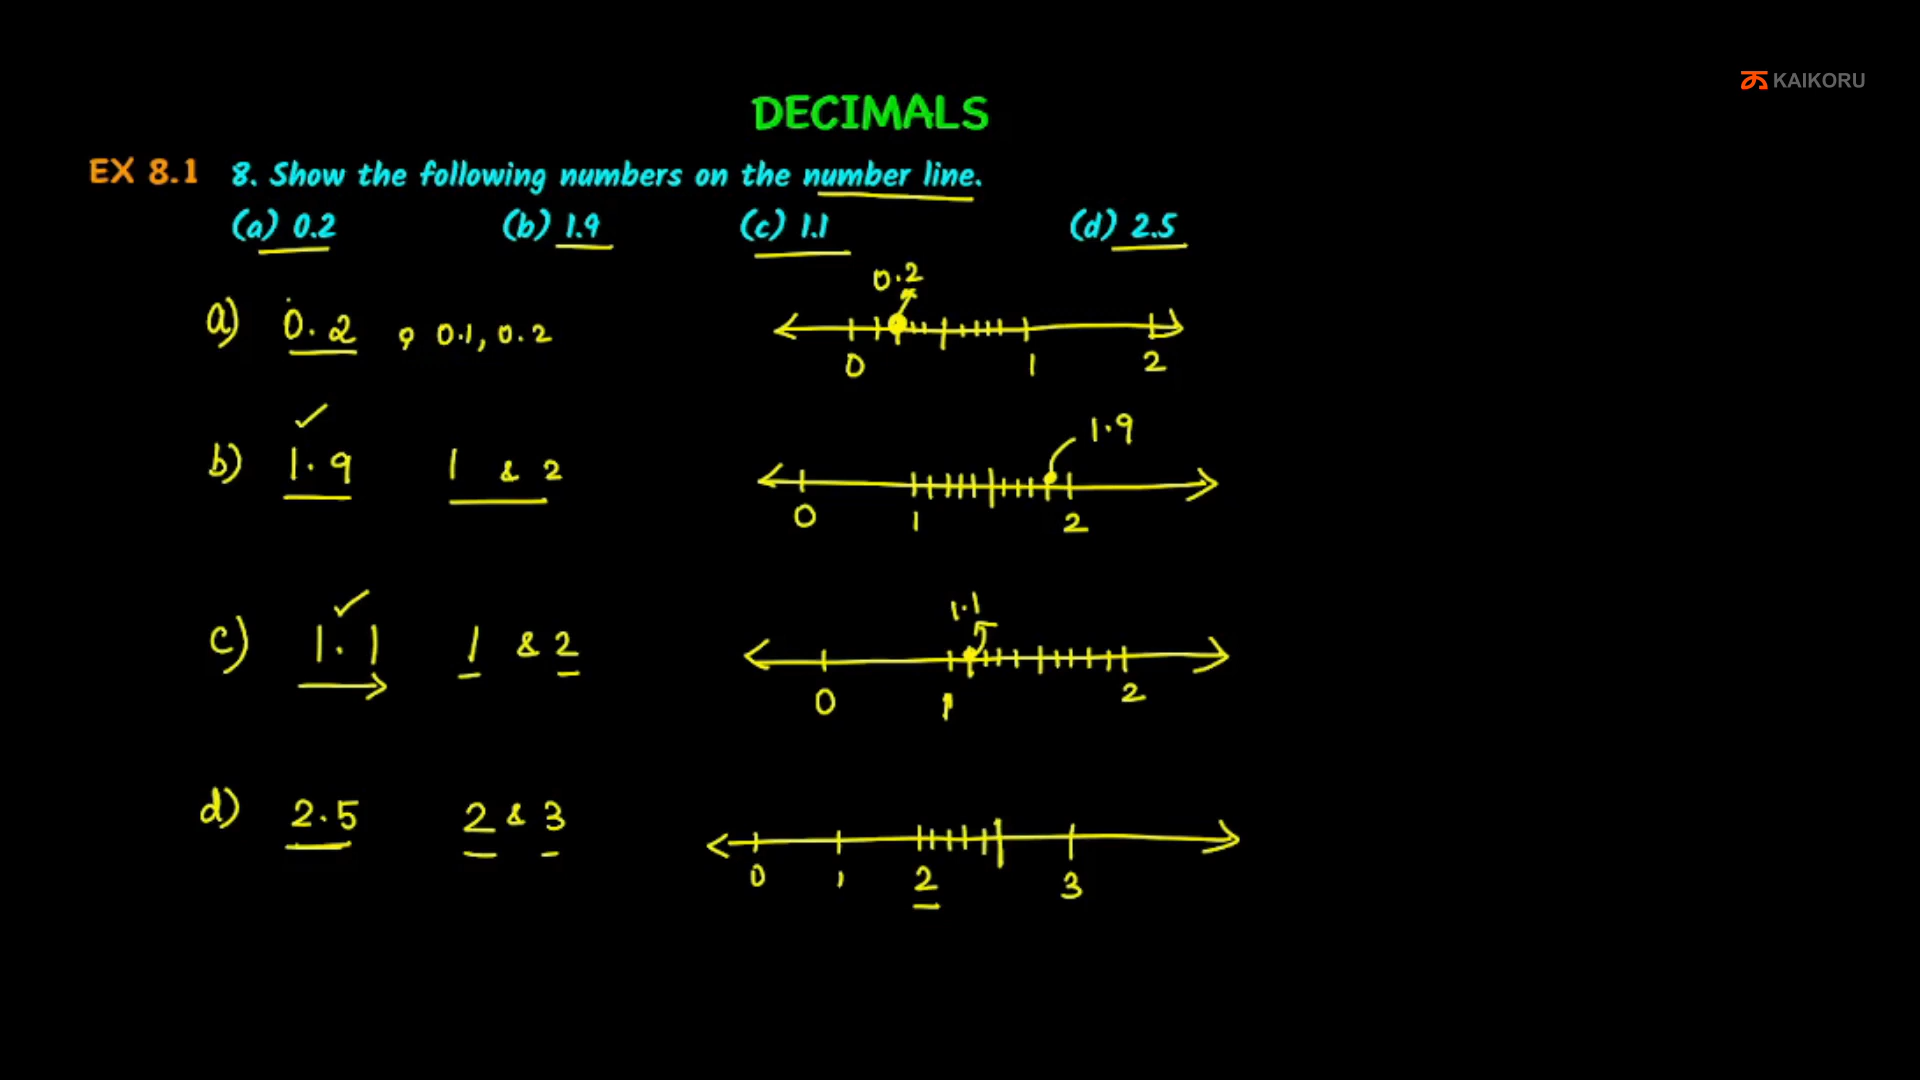 KAIKORU
DECIMALS
EX 8.1 8. Show the following numbers on the number line.
(a) 0.2 (b) 1.9 (c) 1.1 (d) 2.5
0.2
a) 0.2 , 0.1, 0.2
0 1 2
1.9
b) 1.9 1 & 2
0 1 2
1.1
c) 1.1 1 & 2
0 1 2
d) 2.5 2 & 3
0 1 2 3